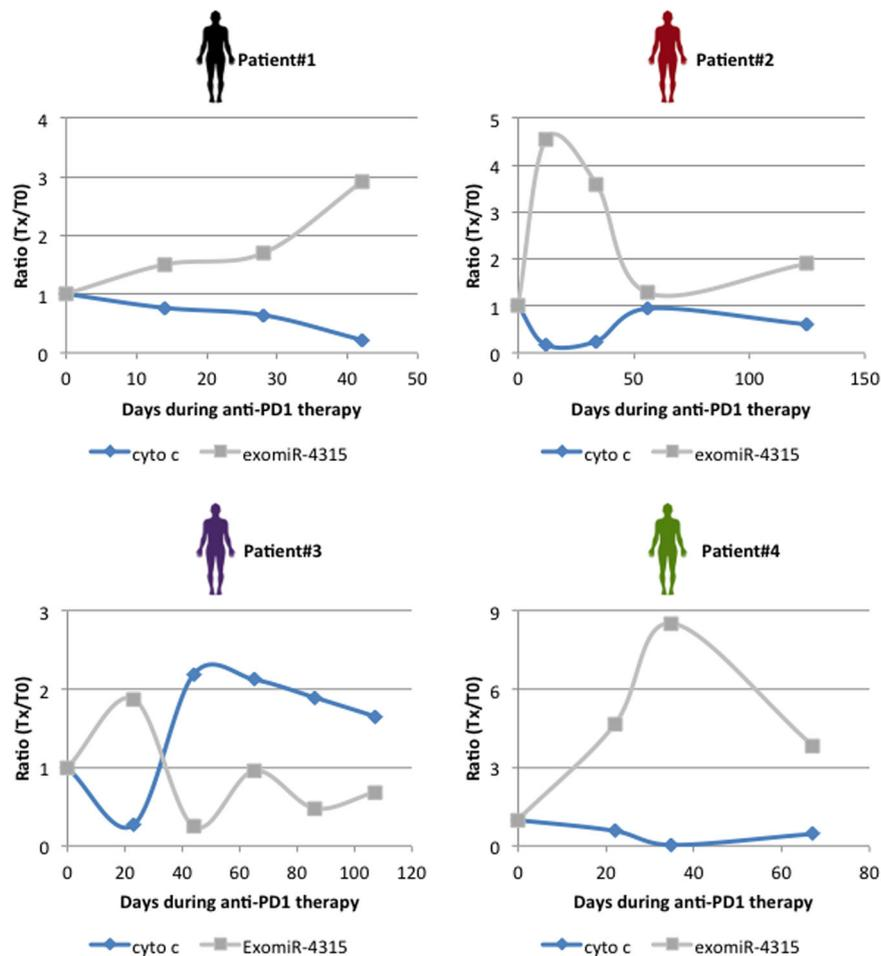 Patient#1
4
3
2
1
0
Ratio (Tx/T0)
0 10 20 30 40 50
Days during anti-PD1 therapy
cyto c exomiR-4315
Patient#2
5
4
3
2
1
0
Ratio (Tx/T0)
0 50 100 150
Days during anti-PD1 therapy
cyto c exomiR-4315
Patient#3
3
2
1
0
Ratio (Tx/T0)
0 20 40 60 80 100 120
Days during anti-PD1 therapy
cyto c ExomiR-4315
Patient#4
9
6
3
0
Ratio (Tx/T0)
0 20 40 60 80
Days during anti-PD1 therapy
cyto c exomiR-4315